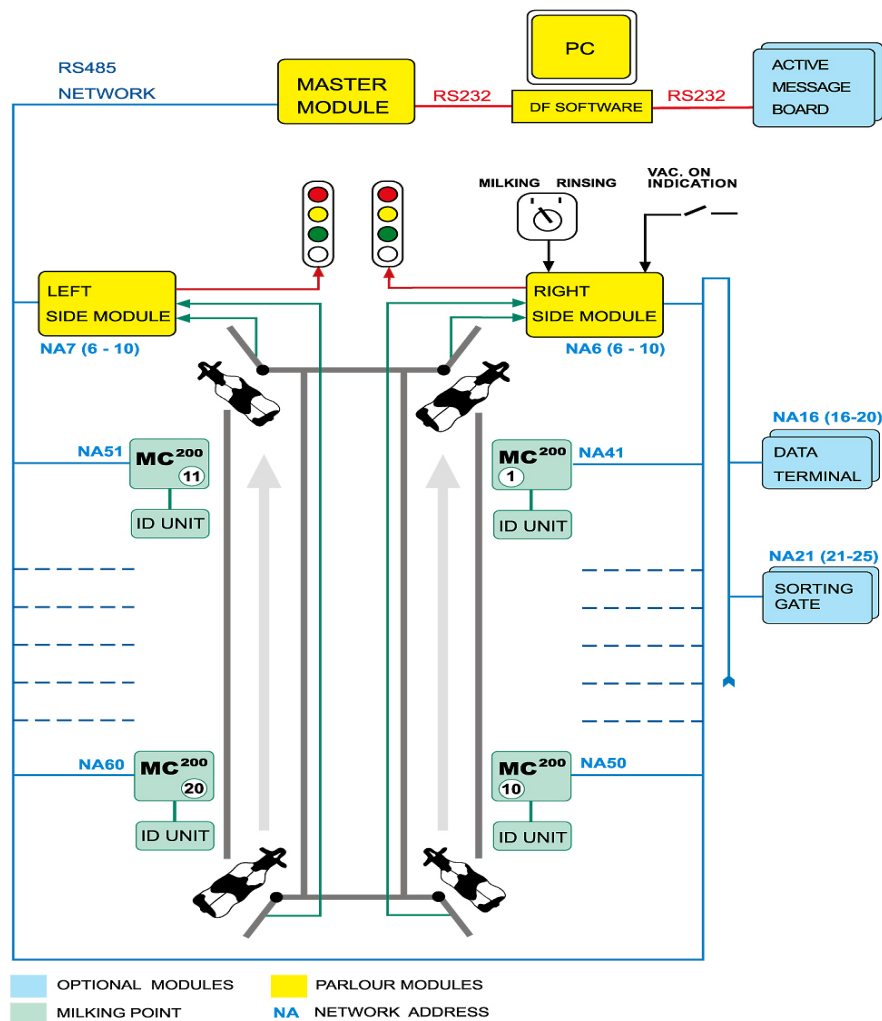 RS485
NETWORK
MASTER
MODULE
RS232
PC
DF SOFTWARE
RS232
ACTIVE
MESSAGE
BOARD
MILKING RINSING
VAC. ON
INDICATION
LEFT
SIDE MODULE
NA7 (6 - 10)
RIGHT
SIDE MODULE
NA6 (6 - 10)
NA16 (16-20)
DATA
TERMINAL
NA51
MC200
11
ID UNIT
MC200
1
NA41
ID UNIT
NA21 (21-25)
SORTING
GATE
NA60
MC200
20
ID UNIT
MC200
10
NA50
ID UNIT
OPTIONAL MODULES
PARLOUR MODULES
MILKING POINT
NA NETWORK ADDRESS